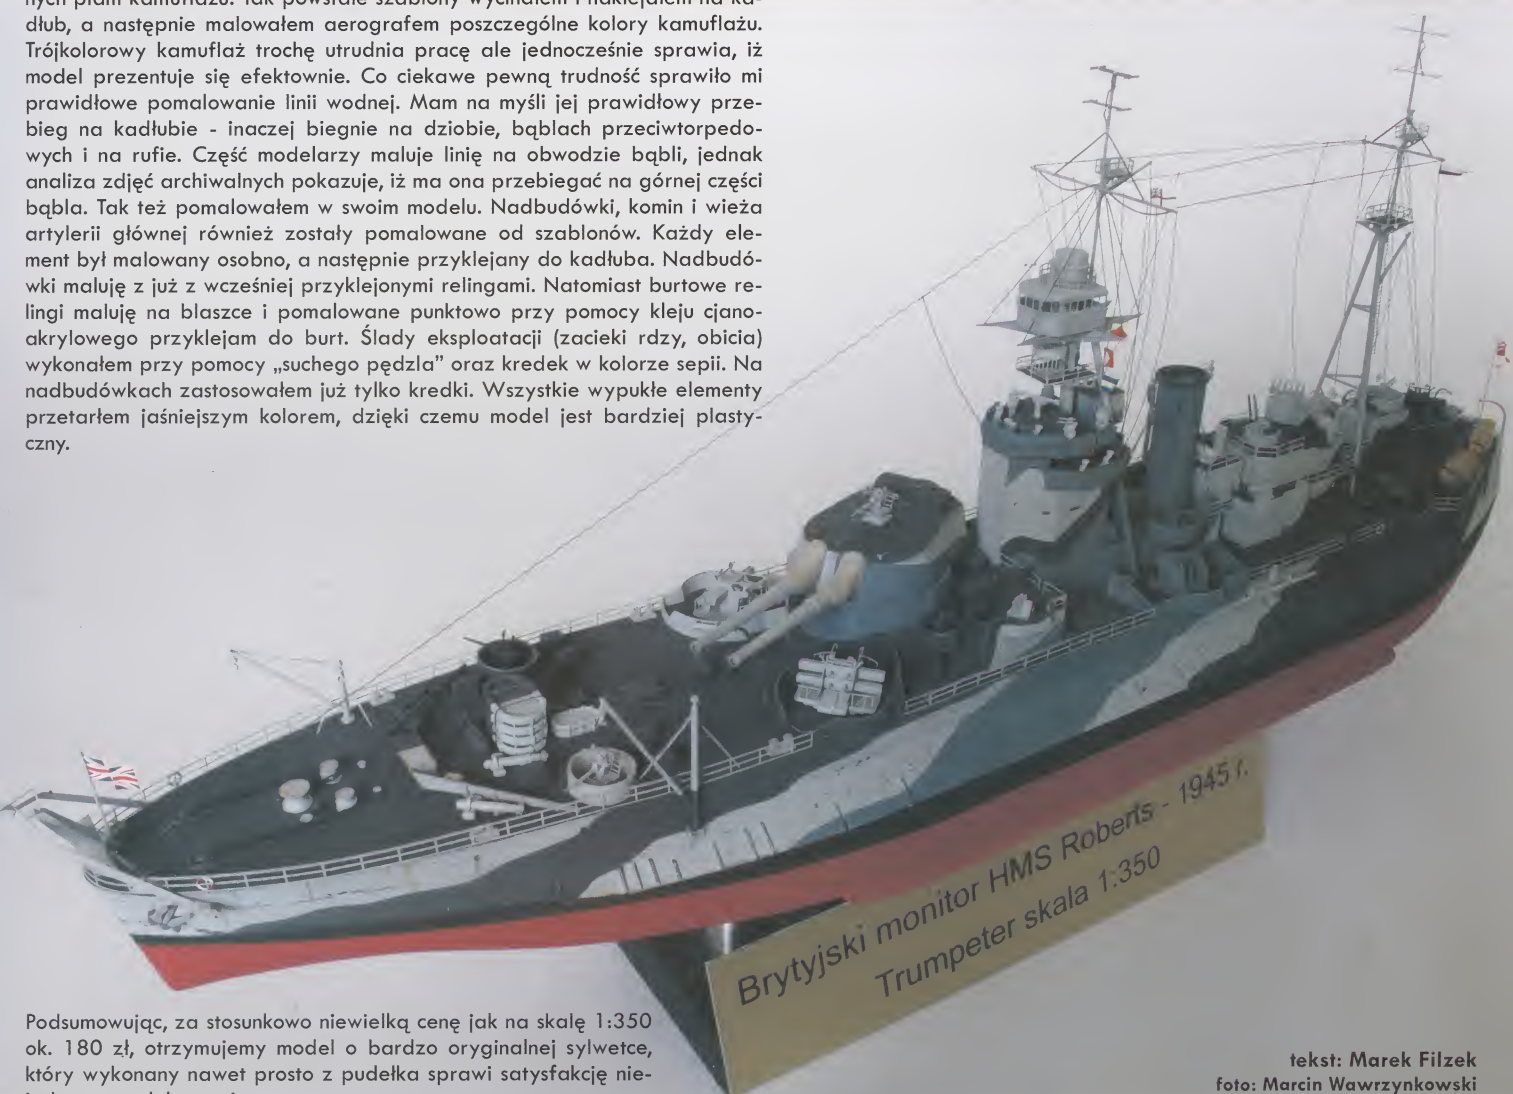 nych plam kamuflażu. Tak powstałe szablony wycinałem i naklejałem na ka-
dłub, a następnie malowałem aerografem poszczególne kolory kamuflażu.
Trójkolorowy kamuflaż trochę utrudnia pracę ale jednocześnie sprawia, iż
model prezentuje się efektownie. Co ciekawe pewną trudność sprawiło mi
prawidłowe pomalowanie linii wodnej. Mam na myśli jej prawidłowy prze-
bieg na kadłubie - inaczej biegnie na dziobie, bąblach przeciwtorpedo-
wych i na rufie. Część modelarzy maluje linię na obwodzie bąbli, jednak
analiza zdjęć archiwalnych pokazuje, iż ma ona przebiegać na górnej części
bąbla. Tak też pomalowałem w swoim modelu. Nadbudówki, komin i wieża
artylerii głównej również zostały pomalowane od szablonów. Każdy ele-
ment był malowany osobno, a następnie przyklejany do kadłuba. Nadbudó-
wki maluję z już z wcześniej przyklejonymi relingami. Natomiast burtowe re-
lingi maluję na blaszce i pomalowane punktowo przy pomocy kleju cjano-
akrylowego przyklejam do burt. Ślady eksploatacji (zacieki rdzy, obicia)
wykonałem przy pomocy „suchego pędzla” oraz kredek w kolorze sepii. Na
nadbudówkach zastosowałem już tylko kredki. Wszystkie wypukłe elementy
przetarłem jaśniejszym kolorem, dzięki czemu model jest bardziej plasty-
czny.
Brytyjski monitor HMS Roberts - 1945 r.
Trumpeter skala 1:350
Podsumowując, za stosunkowo niewielką cenę jak na skalę 1:350
ok. 180 zł, otrzymujemy model o bardzo oryginalnej sylwetce,
który wykonany nawet prosto z pudełka sprawi satysfakcję nie-
tekst: Marek Filzek
foto: Marcin Wawrzynkowski